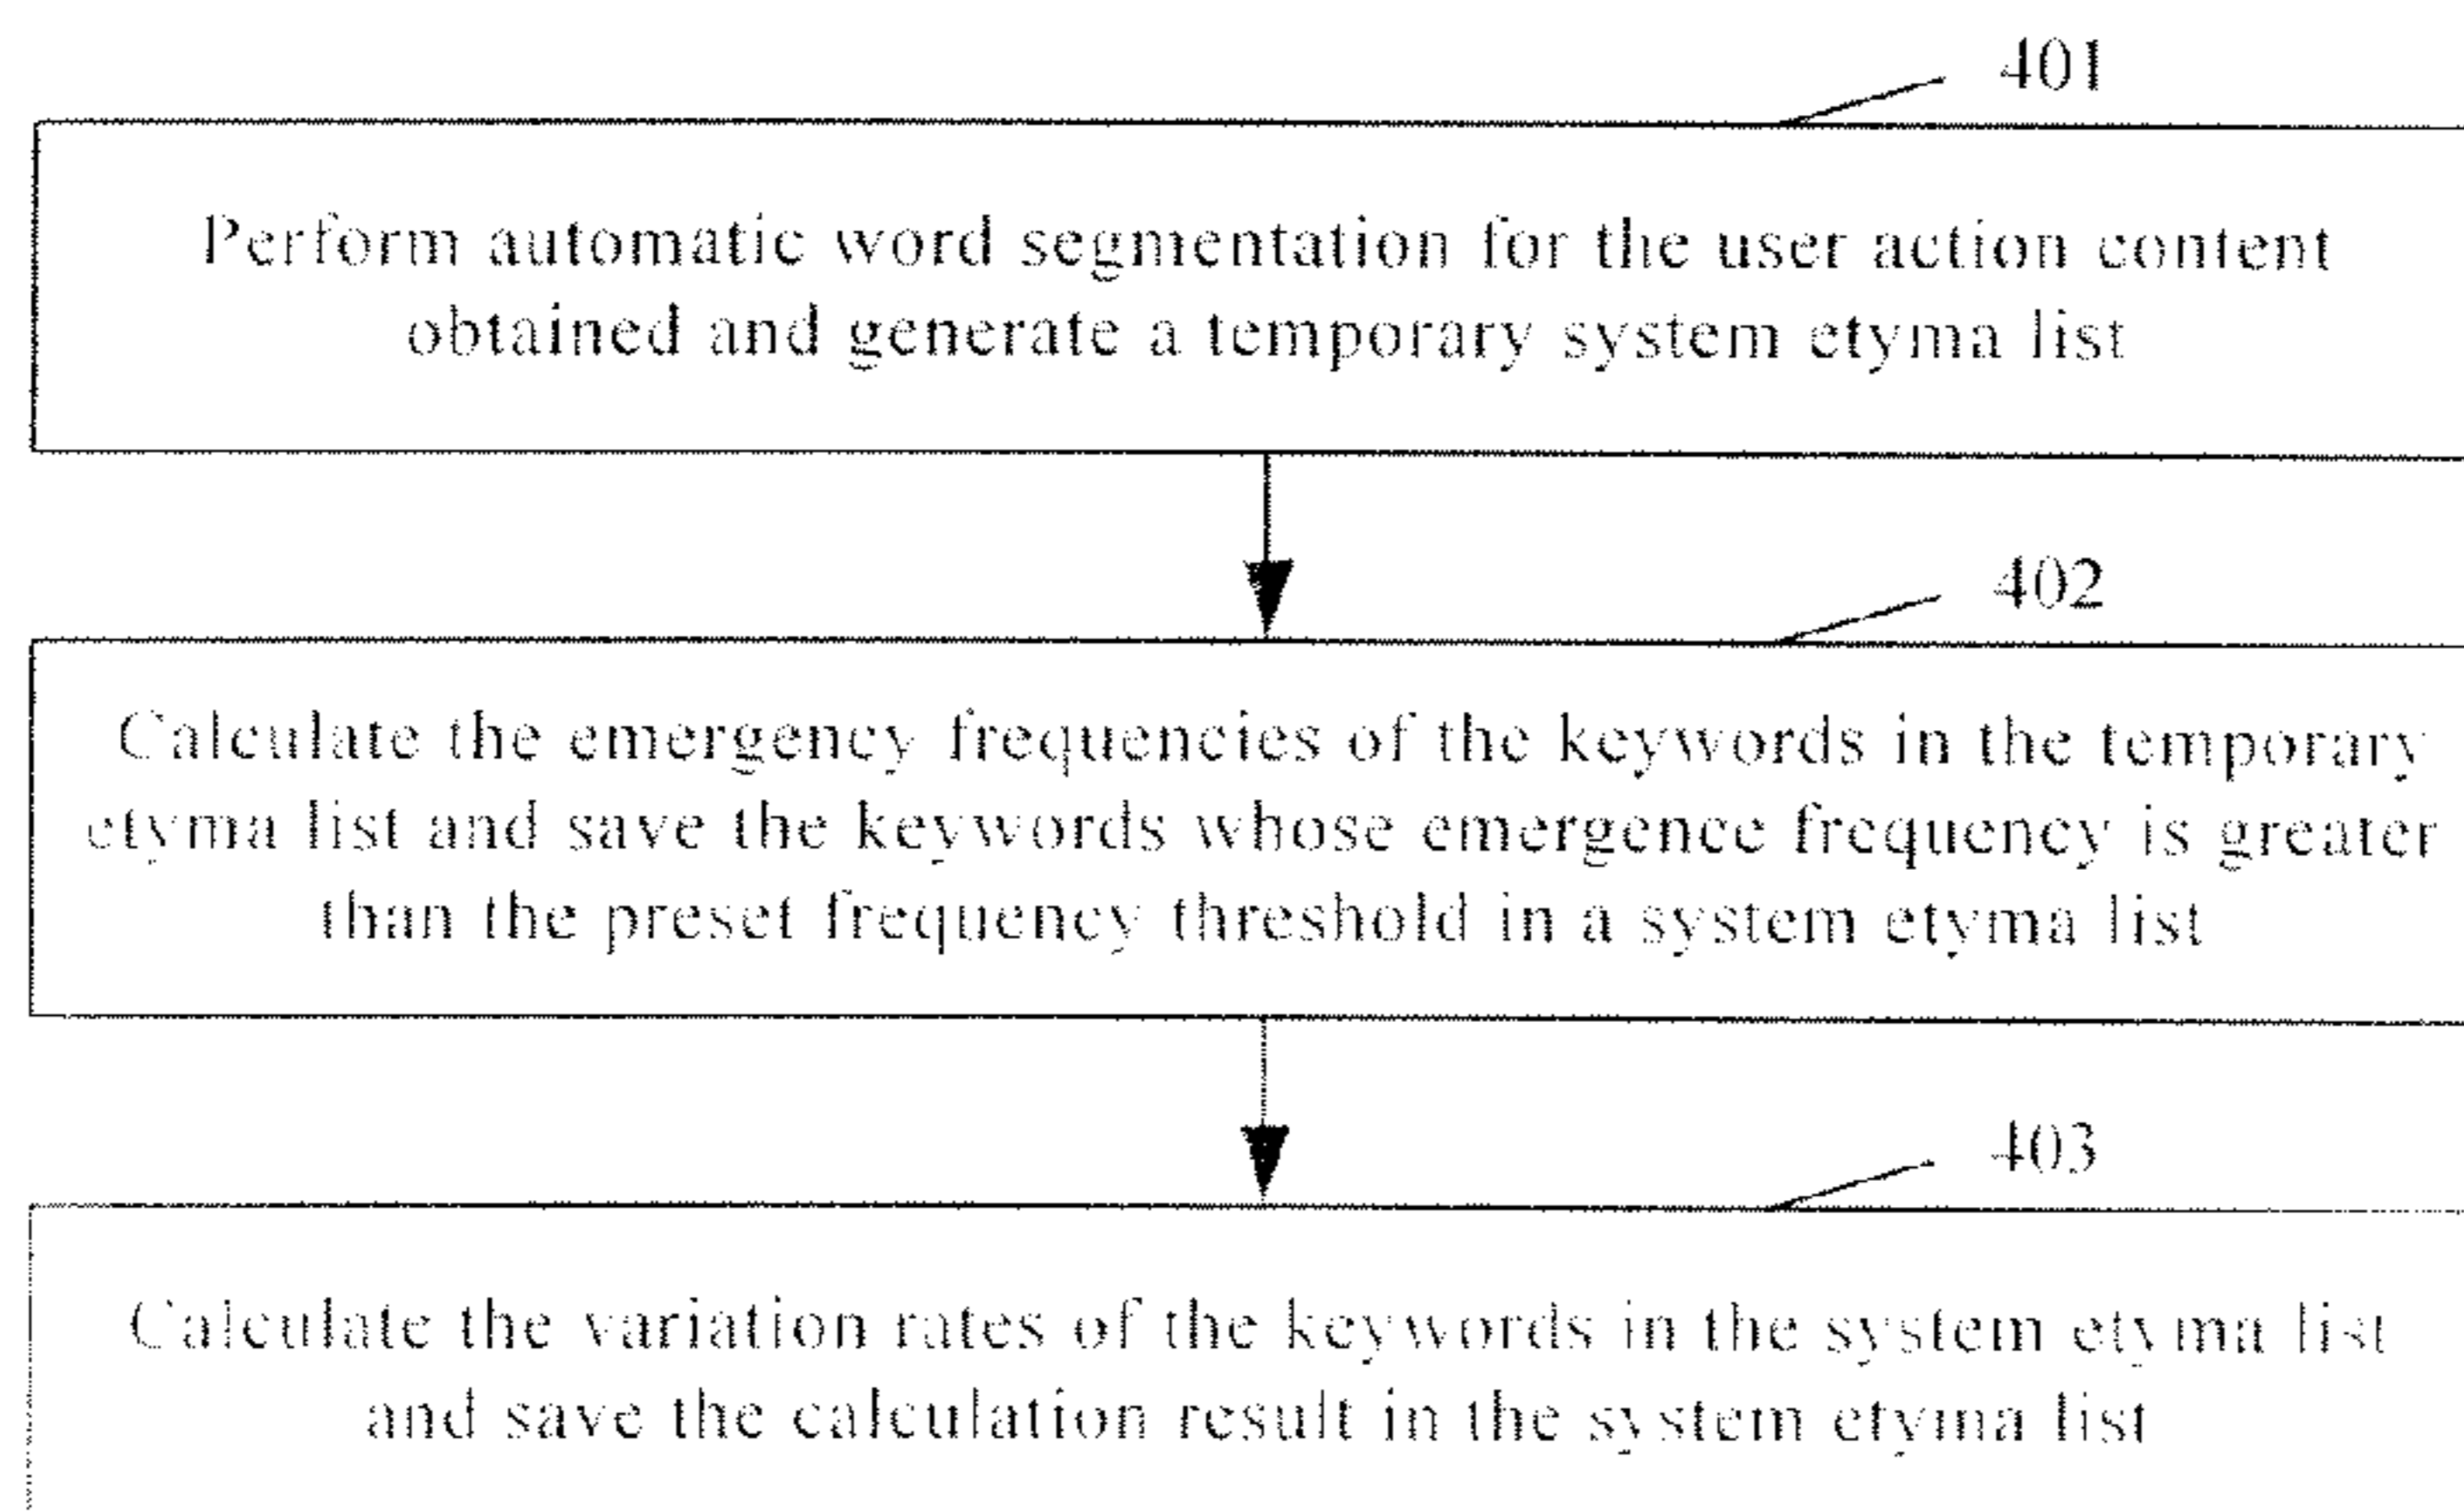 401
Perform automatic word segmentation for the user action content
obtained and generate a temporary system etyma list
402
Calculate the emergency frequencies of the keywords in the temporary
etyma list and save the keywords whose emergence frequency is greater
than the preset frequency threshold in a system etyma list
403
Calculate the variation rates of the keywords in the system etyma list
and save the calculation result in the system etyma list